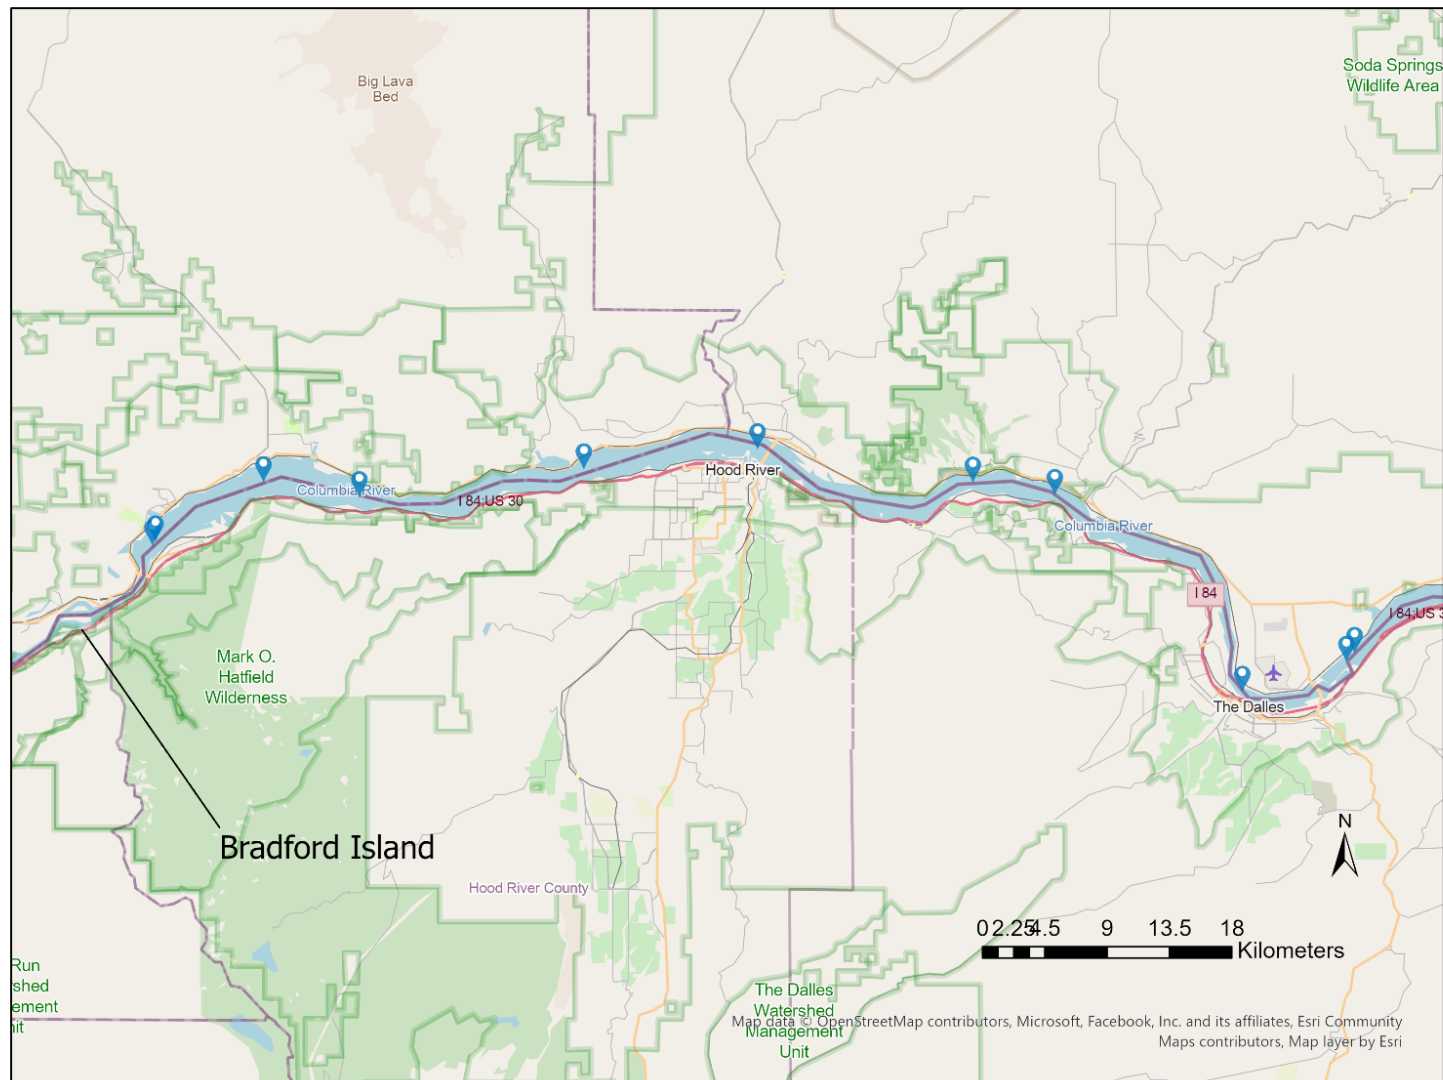 Soda Springs
Wildlife Area
Big Lava
Bed
Hood River
Columbia River
I 84;US 30
Columbia River
I 84
I 84;US 3
Mark O.
Hatfield
Wilderness
The Dalles
N
Bradford Island
Hood River County
0 2.25 4.5 9 13.5 18
Kilometers
Run
shed
ement
it
The Dalles
Watershed
Management
Unit
Map data © OpenStreetMap contributors, Microsoft, Facebook, Inc. and its affiliates, Esri Community
Maps contributors, Map layer by Esri